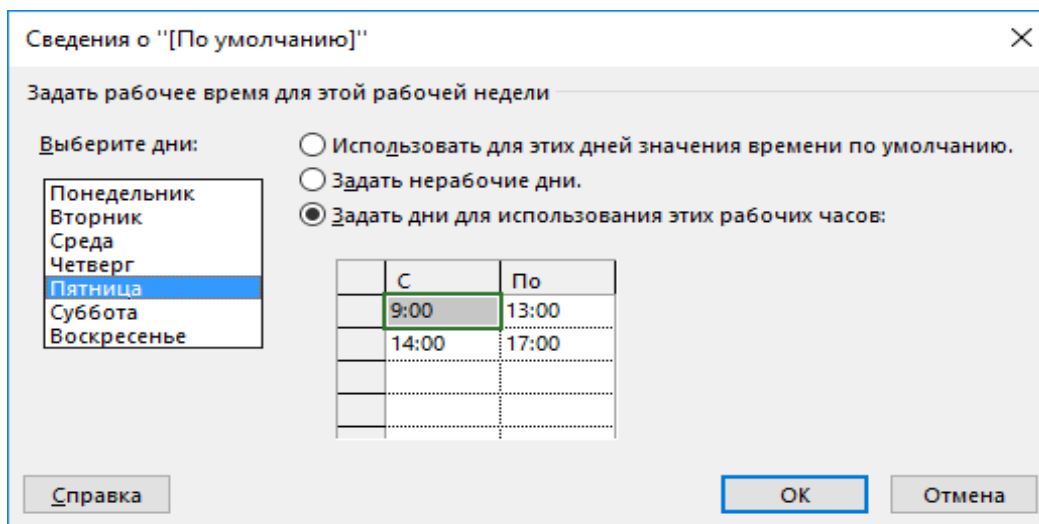 Сведения о "[По умолчанию]"
Задать рабочее время для этой рабочей недели
Выберите дни:
Использовать для этих дней значения времени по умолчанию.
Задать нерабочие дни.
Задать дни для использования этих рабочих часов:
Понедельник
Вторник
Среда
Четверг
Пятница
Суббота
Воскресенье
С По
9:00 13:00
14:00 17:00
Справка ОК Отмена